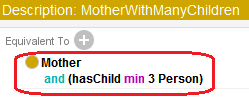 Description: MotherWithManyChildren
Equivalent To
Mother
and (hasChild min 3 Person)